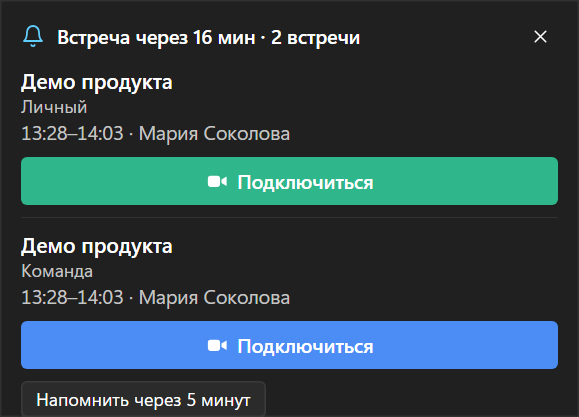 Встреча через 16 мин · 2 встречи
Демо продукта
Личный
13:28–14:03 · Мария Соколова
Подключиться
Демо продукта
Команда
13:28–14:03 · Мария Соколова
Подключиться
Напомнить через 5 минут